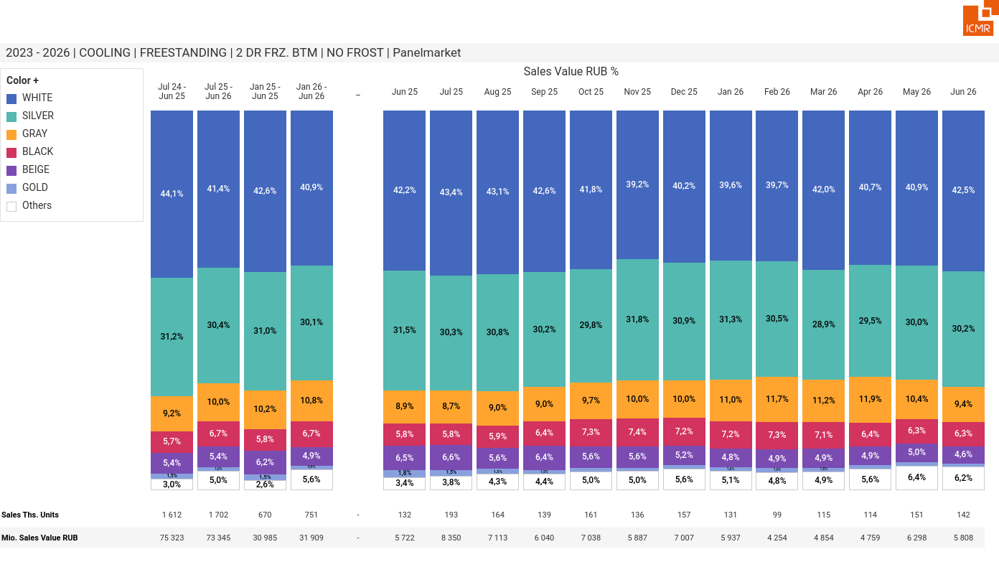 ICMR
2023 - 2026 | COOLING | FREESTANDING | 2 DR FRZ. BTM | NO FROST | Panelmarket
Color +
WHITE
SILVER
GRAY
BLACK
BEIGE
GOLD
Others
Sales Value RUB %
Jul 24 - Jun 25 Jul 25 - Jun 26 Jan 25 - Jun 25 Jan 26 - Jun 26 – Jun 25 Jul 25 Aug 25 Sep 25 Oct 25 Nov 25 Dec 25 Jan 26 Feb 26 Mar 26 Apr 26 May 26 Jun 26
44,1% 41,4% 42,6% 40,9% 42,2% 43,4% 43,1% 42,6% 41,8% 39,2% 40,2% 39,6% 39,7% 42,0% 40,7% 40,9% 42,5%
31,2% 30,4% 31,0% 30,1% 31,5% 30,3% 30,8% 30,2% 29,8% 31,8% 30,9% 31,3% 30,5% 28,9% 29,5% 30,0% 30,2%
9,2% 10,0% 10,2% 10,8% 8,9% 8,7% 9,0% 9,0% 9,7% 10,0% 10,0% 11,0% 11,7% 11,2% 11,9% 10,4% 9,4%
5,7% 6,7% 5,8% 6,7% 5,8% 5,8% 5,9% 6,4% 7,3% 7,4% 7,2% 7,2% 7,3% 7,1% 6,4% 6,3% 6,3%
5,4% 5,4% 6,2% 4,9% 6,5% 6,6% 5,6% 6,4% 5,6% 5,6% 5,2% 4,8% 4,9% 4,9% 4,9% 5,0% 4,6%
1,5% 1,0% 1,5% 0,9% 1,8% 1,5% 1,3% 1,0% 1,0% 1,0% 1,0%
3,0% 5,0% 2,6% 5,6% 3,4% 3,8% 4,3% 4,4% 5,0% 5,0% 5,6% 5,1% 4,8% 4,9% 5,6% 6,4% 6,2%
Sales Ths. Units 1 612 1 702 670 751 - 132 193 164 139 161 136 157 131 99 115 114 151 142
Mio. Sales Value RUB 75 323 73 345 30 985 31 909 - 5 722 8 350 7 113 6 040 7 038 5 887 7 007 5 937 4 254 4 854 4 759 6 298 5 808